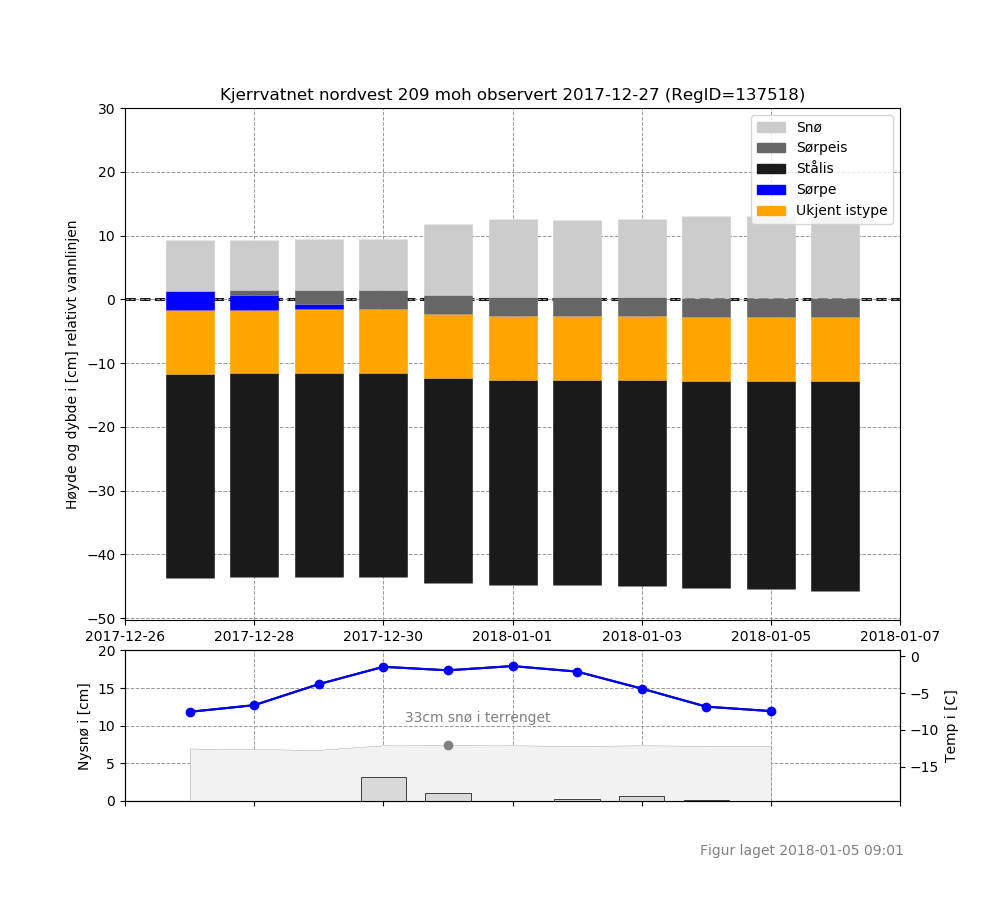 Kjerrvatnet nordvest 209 moh observert 2017-12-27 (RegID=137518)
Høyde og dybde i [cm] relativt vannlinjen
30
20
10
0
−10
−20
−30
−40
−50
Snø
Sørpeis
Stålis
Sørpe
Ukjent istype
2017-12-26
2017-12-28
2017-12-30
2018-01-01
2018-01-03
2018-01-05
2018-01-07
Nysnø i [cm]
20
15
10
5
0
33cm snø i terrenget
0
−5
−10
−15
Temp i [C]
Figur laget 2018-01-05 09:01